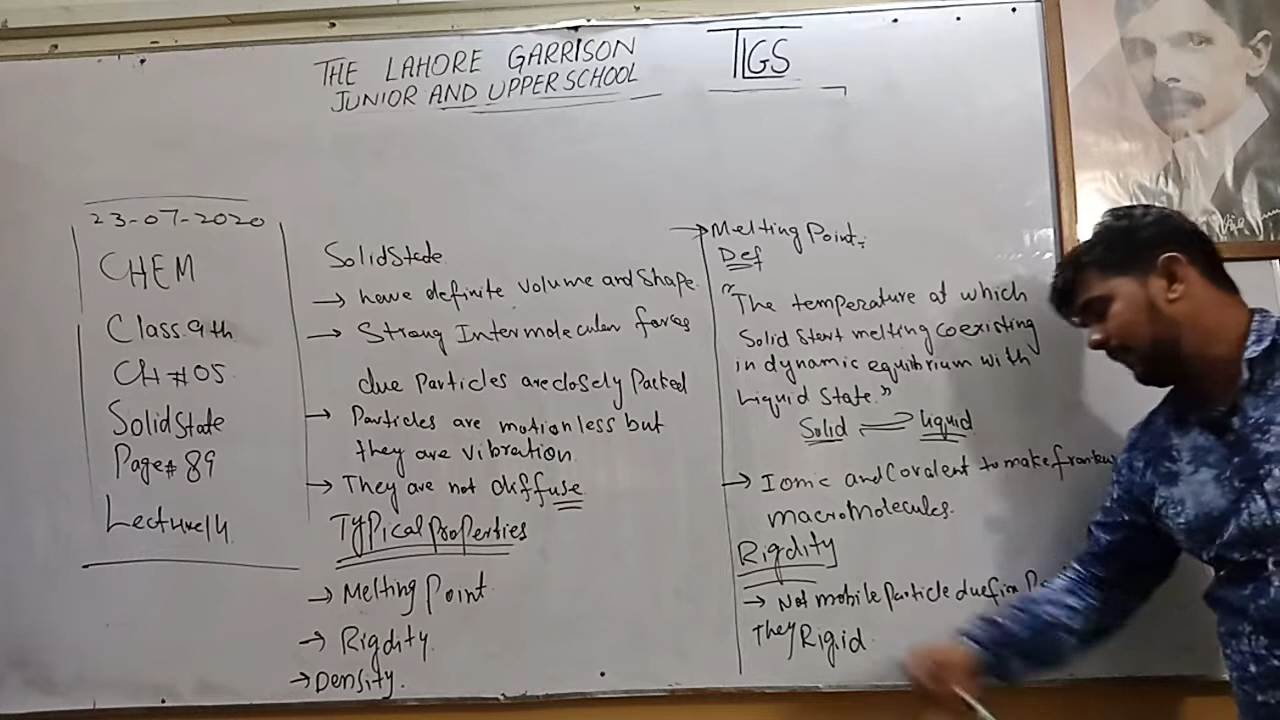 THE LAHORE GARRISON
JUNIOR AND UPPER SCHOOL
TLGS
23-07-2020
CHEM
Class.9th
CH#05
Solid State
Page#89
Lecture14
Solid State
→ have definite volume and shape.
→ Strong Intermolecular forces
due Particles are closely Packed
→ Particles are motionless but
they are vibration
→ They are not diffuse
Typical Properties
→ Melting Point
→ Rigdity.
→ Density.
→ Melting Point:
Def
"The temperature at which
Solid Start melting coexisting
in dynamic equilibrium with
Liquid State."
Solid ⇌ Liquid
→ Ionic and Covalent to make
macromolecules.
Rigdity
→ Not mobile Particle due
They Rigid.